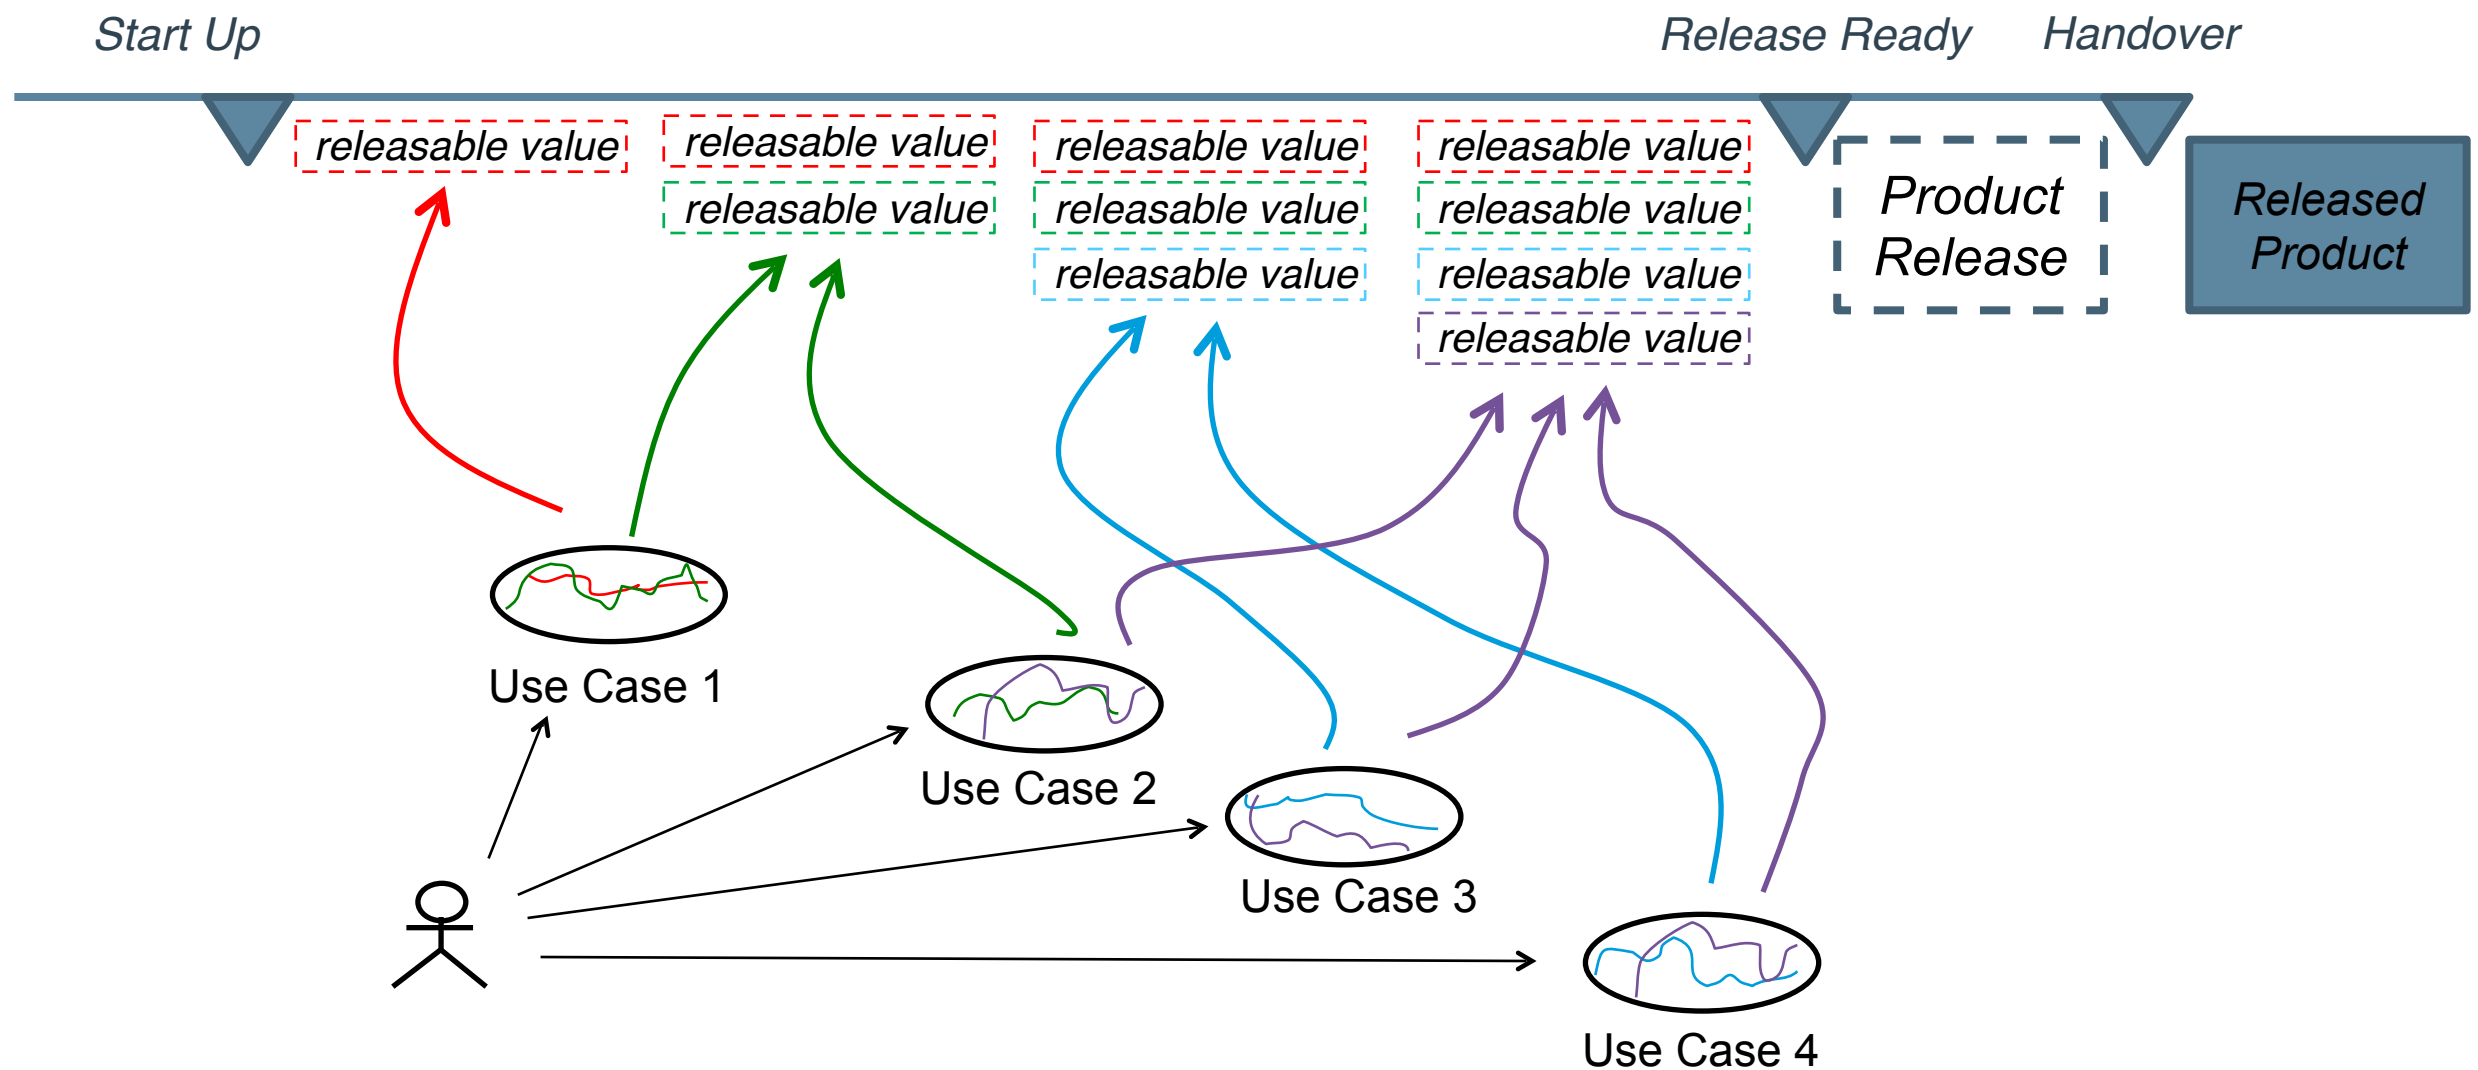 Start Up
Release Ready
Handover
releasable value
releasable value
releasable value
releasable value
releasable value
releasable value
releasable value
releasable value
releasable value
releasable value
Product
Release
Released
Product
Use Case 1
Use Case 2
Use Case 3
Use Case 4